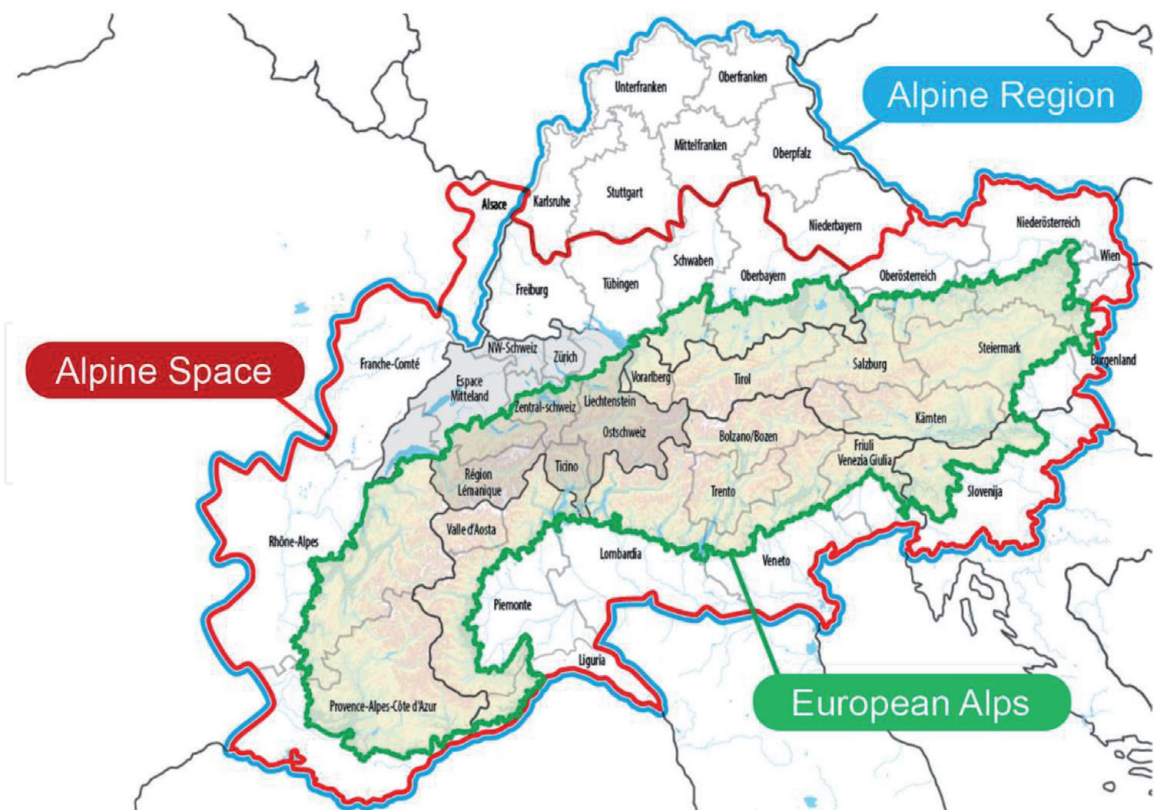 Unterfranken
Oberfranken
Alpine Region
Mittelfranken
Oberpfalz
Alsace
Karlsruhe
Stuttgart
Niederbayern
Niederösterreich
Wien
Schwaben
Oberbayern
Oberösterreich
Freiburg
Tübingen
NW-Schweiz
Zürich
Franche-Comté
Alpine Space
Espace
Mitteland
Vorarlberg
Tirol
Salzburg
Steiermark
Burgenland
Zentral-schweiz
Liechtenstein
Ostschweiz
Bolzano/Bozen
Kärnten
Friuli
Venezia Giulia
Région
Lémanique
Ticino
Trento
Slovenija
Valle d'Aosta
Rhône-Alpes
Lombardia
Veneto
Piemonte
Liguria
European Alps
Provence-Alpes-Côte d'Azur